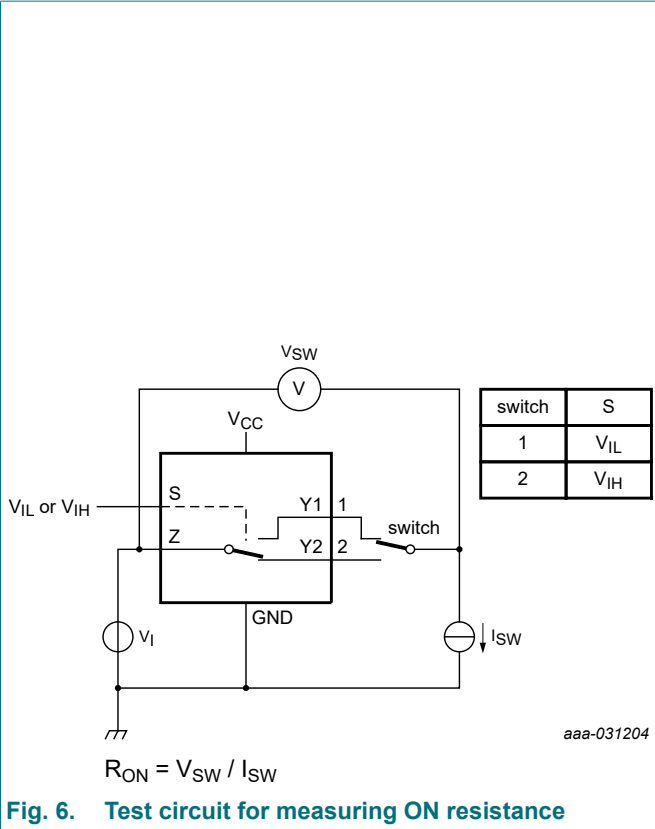 VSW
V
VCC
switch S
1 VIL
2 VIH
S
VIL or VIH
Y1 1
switch
Z
Y2 2
GND
VI
ISW
aaa-031204
RON = VSW / ISW
Fig. 6. Test circuit for measuring ON resistance